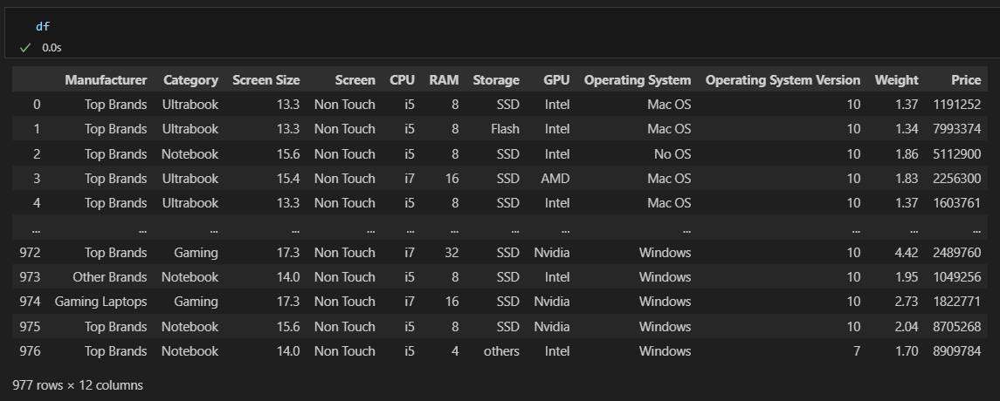 df
0.0s
Manufacturer Category Screen Size Screen CPU RAM Storage GPU Operating System Operating System Version Weight Price
0 Top Brands Ultrabook 13.3 Non Touch i5 8 SSD Intel Mac OS 10 1.37 1191252
1 Top Brands Ultrabook 13.3 Non Touch i5 8 Flash Intel Mac OS 10 1.34 7993374
2 Top Brands Notebook 15.6 Non Touch i5 8 SSD Intel No OS 10 1.86 5112900
3 Top Brands Ultrabook 15.4 Non Touch i7 16 SSD AMD Mac OS 10 1.83 2256300
4 Top Brands Ultrabook 13.3 Non Touch i5 8 SSD Intel Mac OS 10 1.37 1603761
... ... ... ... ... ... ... ... ... ... ... ... ...
972 Top Brands Gaming 17.3 Non Touch i7 32 SSD Nvidia Windows 10 4.42 2489760
973 Other Brands Notebook 14.0 Non Touch i5 8 SSD Intel Windows 10 1.95 1049256
974 Gaming Laptops Gaming 17.3 Non Touch i7 16 SSD Nvidia Windows 10 2.73 1822771
975 Top Brands Notebook 15.6 Non Touch i5 8 SSD Nvidia Windows 10 2.04 8705268
976 Top Brands Notebook 14.0 Non Touch i5 4 others Intel Windows 7 1.70 8909784
977 rows × 12 columns